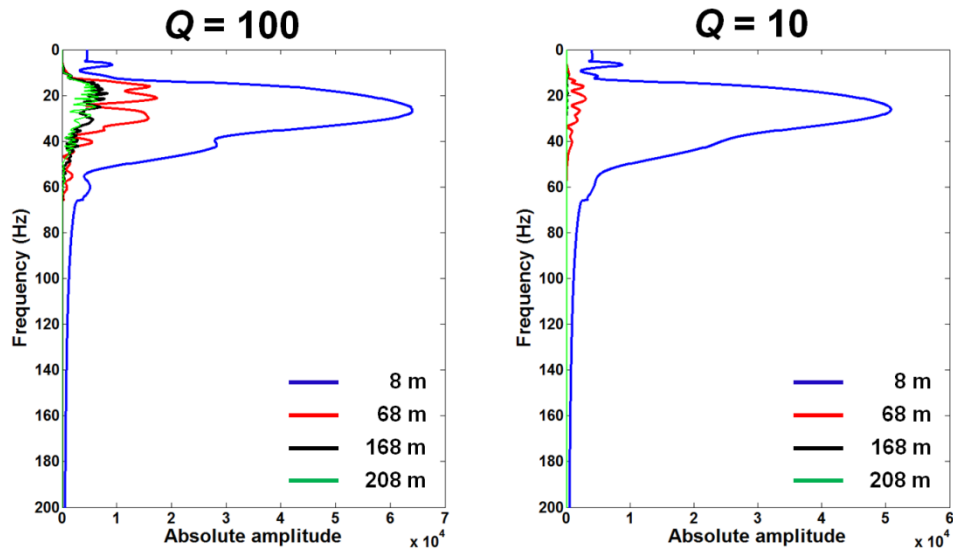 Q = 100
0
20
40
60
80
100
120
140
160
180
200
Frequency (Hz)
8 m
68 m
168 m
208 m
0 1 2 3 4 5 6 7
Absolute amplitude
x 10^4
Q = 10
0
20
40
60
80
100
120
140
160
180
200
Frequency (Hz)
8 m
68 m
168 m
208 m
0 1 2 3 4 5 6
Absolute amplitude
x 10^4